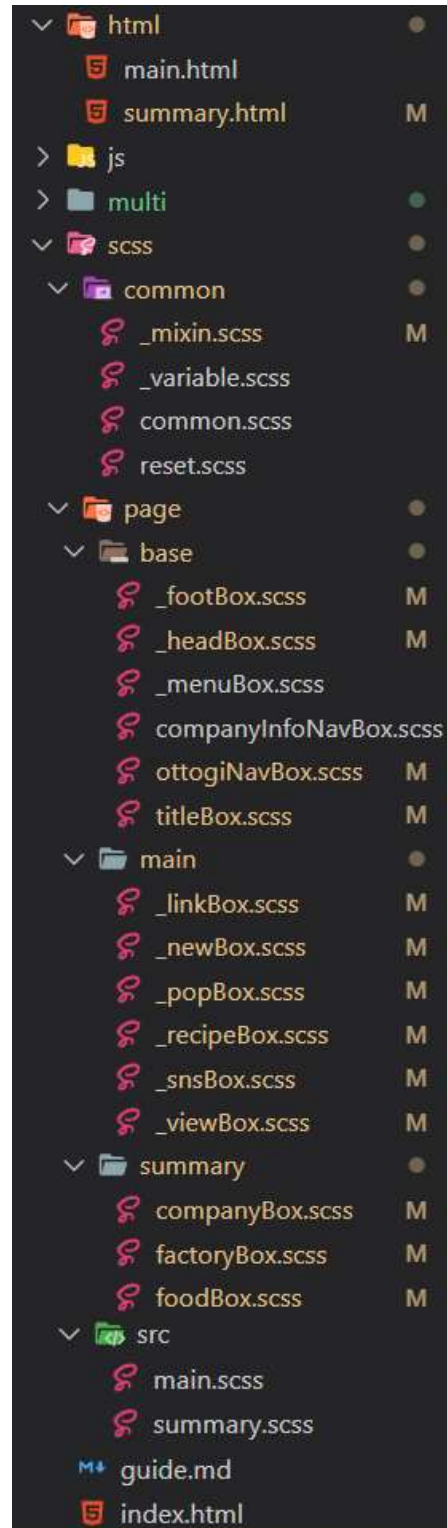 html
main.html
summary.html M
js
multi
scss
common
_mixin.scss M
_variable.scss
common.scss
reset.scss
page
base
_footBox.scss M
_headBox.scss M
_menuBox.scss
companyInfoNavBox.scss
ottogiNavBox.scss M
titleBox.scss M
main
_linkBox.scss M
_newBox.scss M
_popBox.scss M
_recipeBox.scss M
_snsBox.scss M
_viewBox.scss M
summary
companyBox.scss M
factoryBox.scss M
foodBox.scss M
src
main.scss
summary.scss
guide.md
index.html